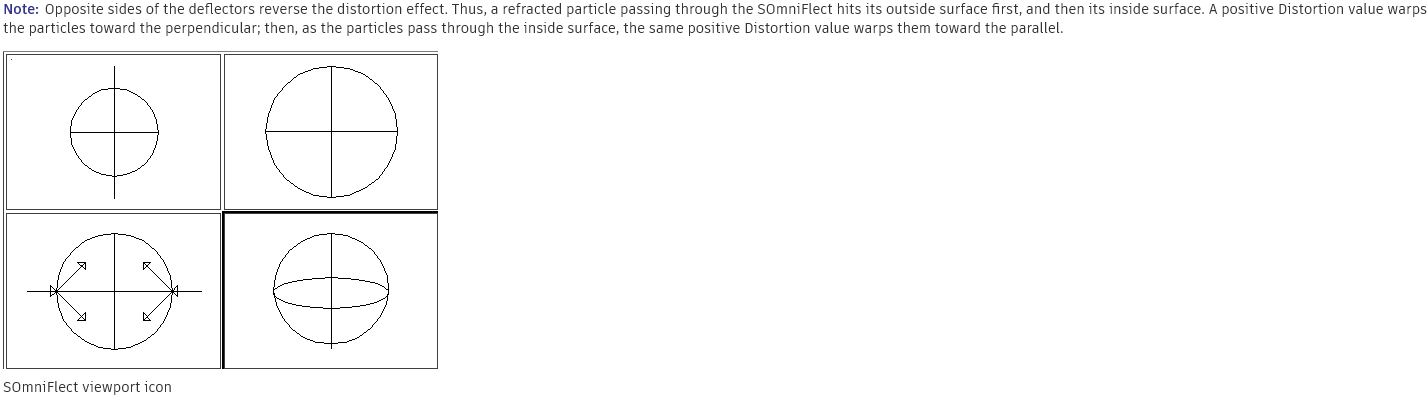 Note: Opposite sides of the deflectors reverse the distortion effect. Thus, a refracted particle passing through the SOmniFlect hits its outside surface first, and then its inside surface. A positive Distortion value warps
the particles toward the perpendicular; then, as the particles pass through the inside surface, the same positive Distortion value warps them toward the parallel.
SOmniFlect viewport icon